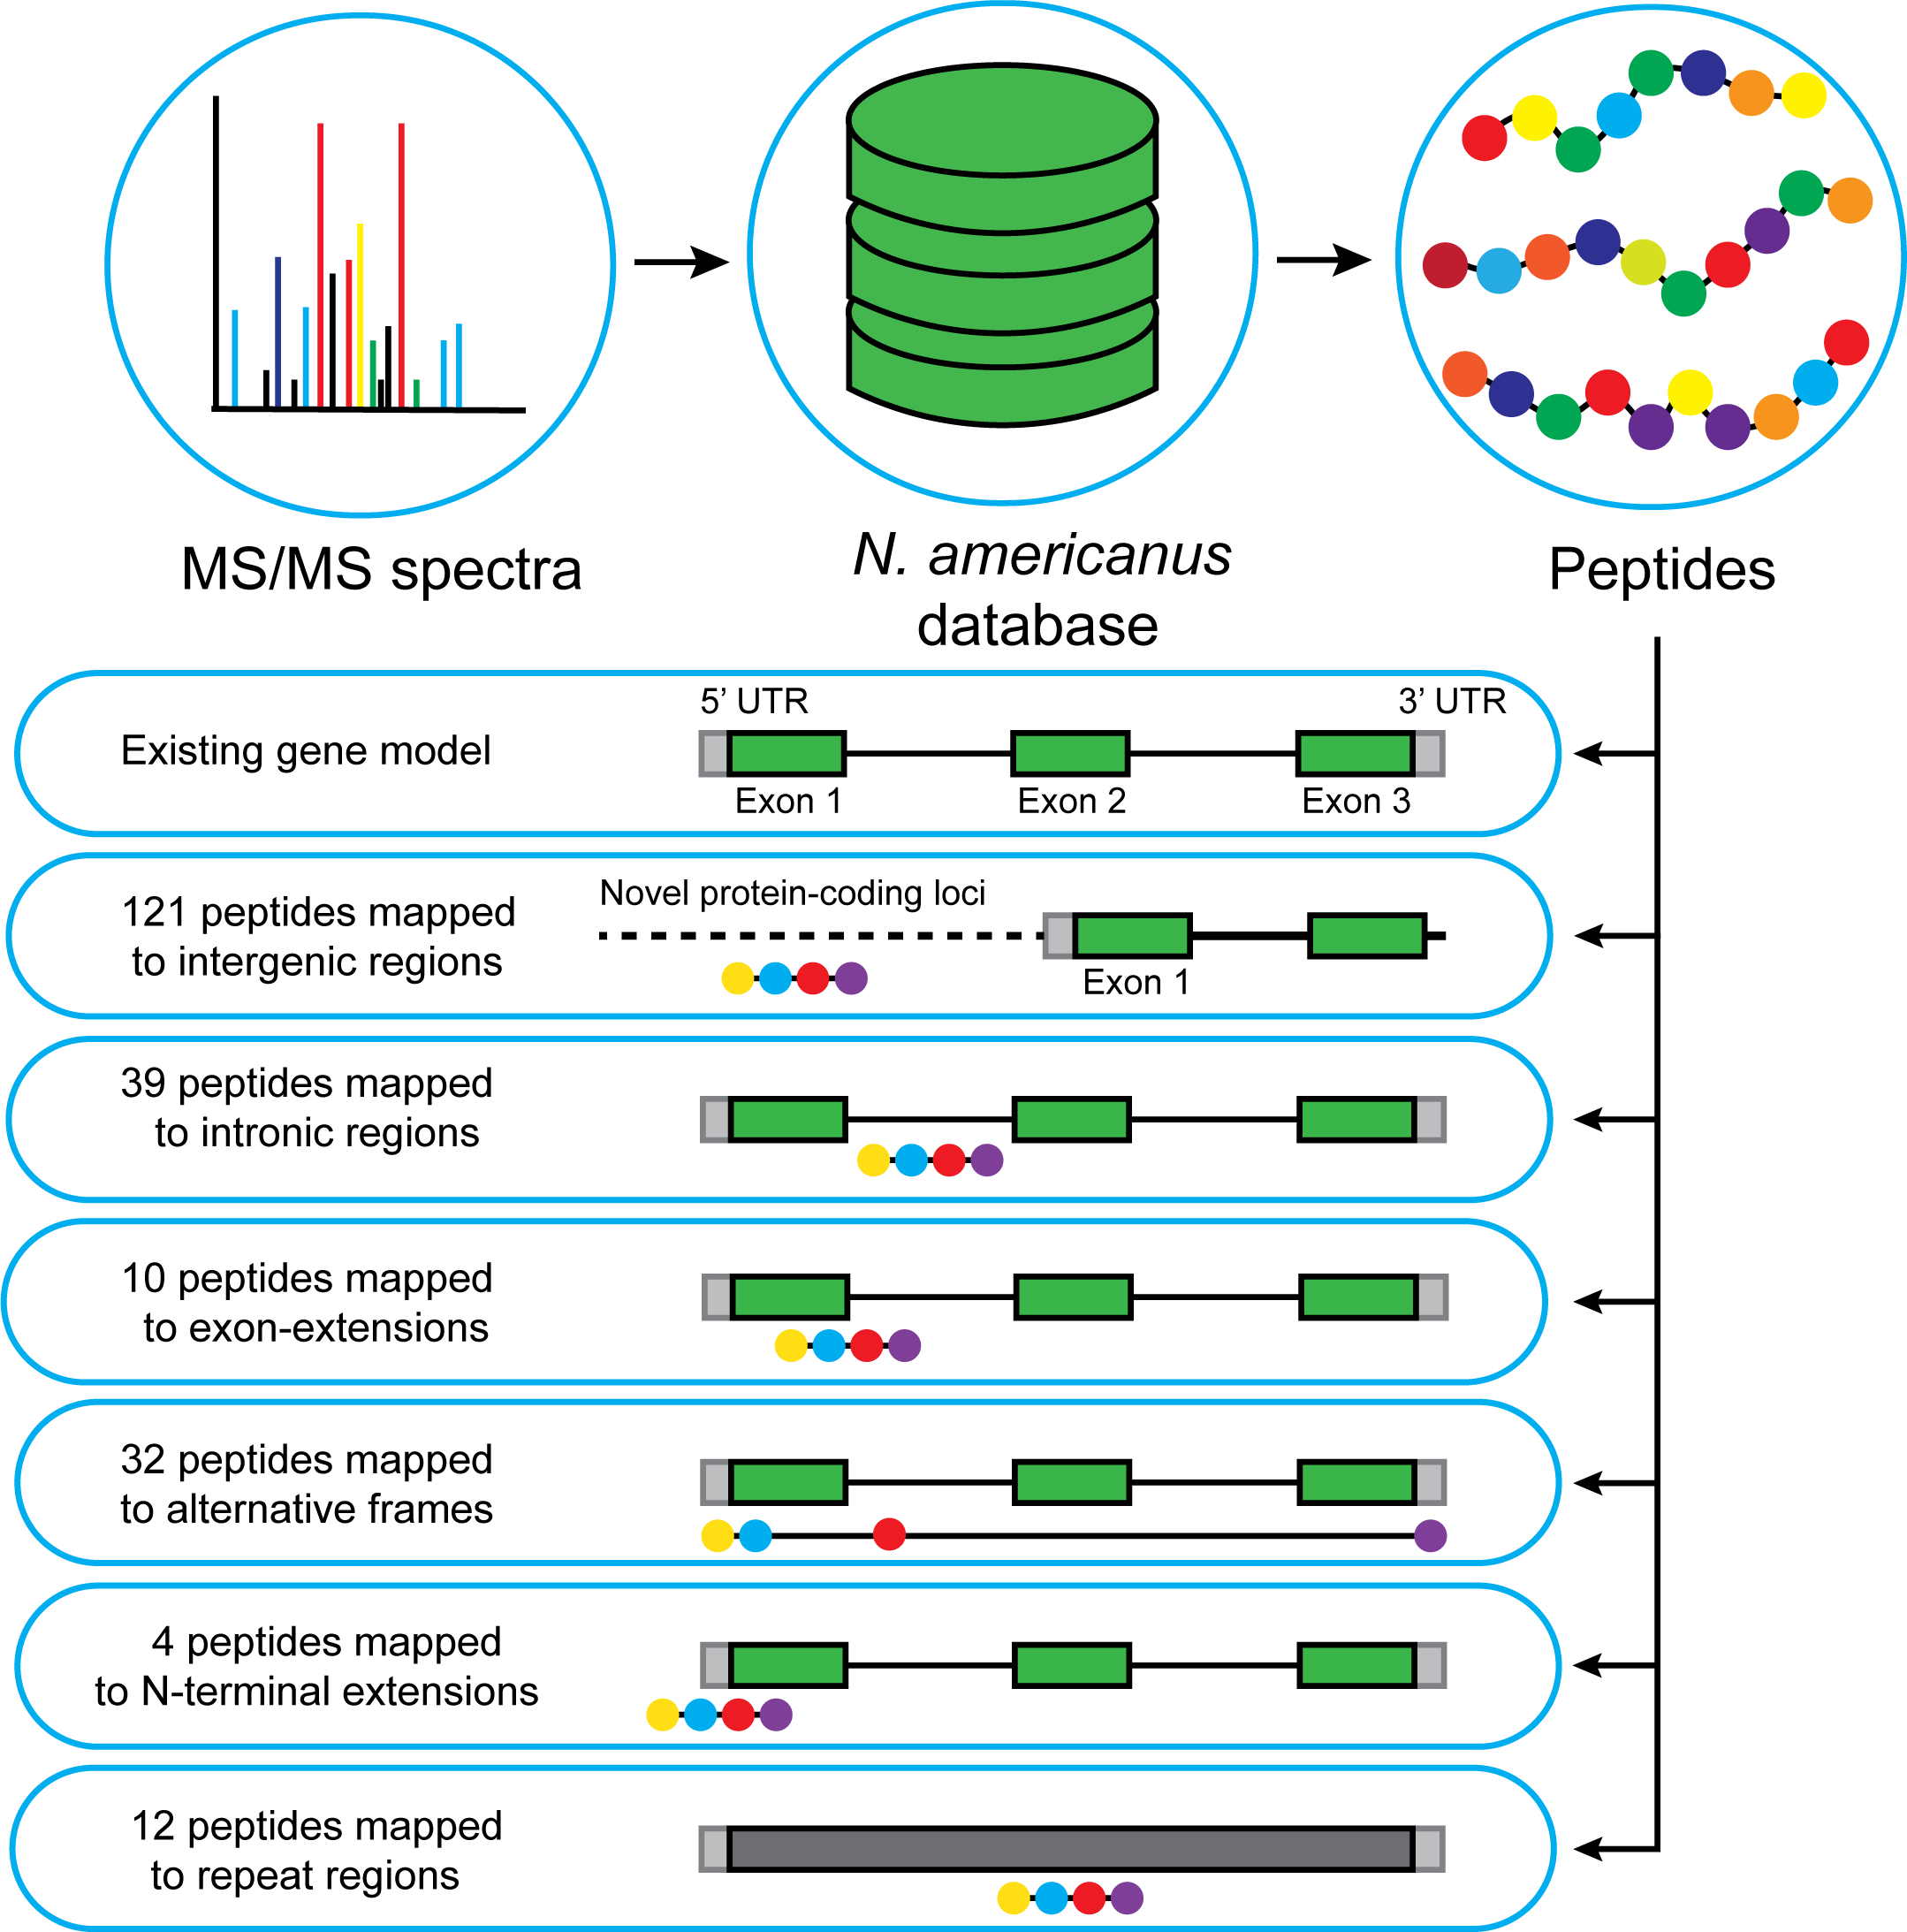 MS/MS spectra
N. americanus
database
Peptides
Existing gene model
5’ UTR
3’ UTR
Exon 1
Exon 2
Exon 3
121 peptides mapped
to intergenic regions
Novel protein-coding loci
Exon 1
39 peptides mapped
to intronic regions
10 peptides mapped
to exon-extensions
32 peptides mapped
to alternative frames
4 peptides mapped
to N-terminal extensions
12 peptides mapped
to repeat regions